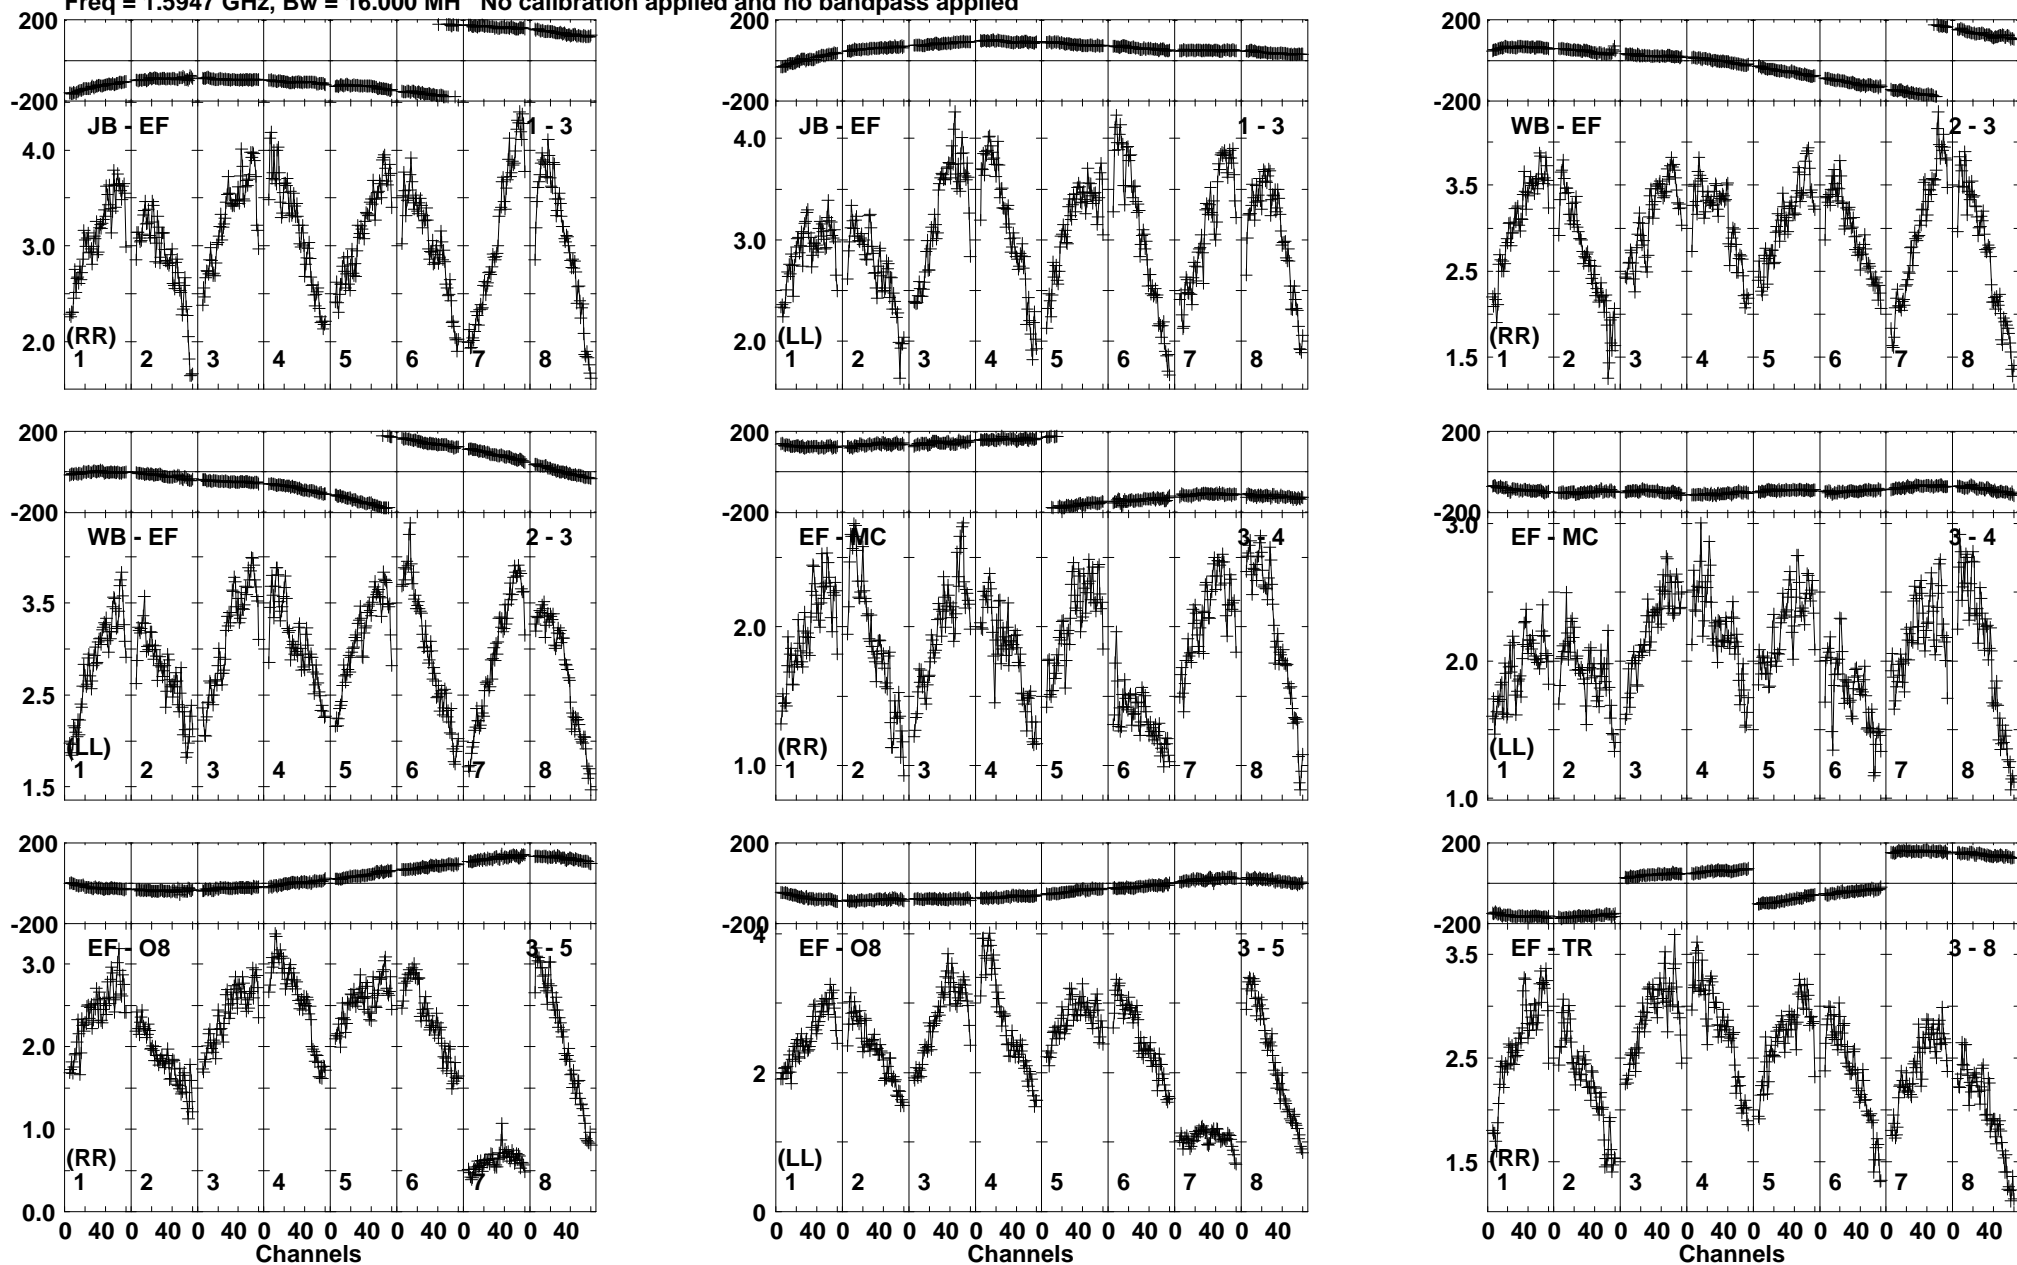 Freq = 1.5947 GHz, Bw = 16.000 MH No calibration applied and no bandpass applied
200 200 200
-200 -200 -200
JB - EF 1 - 3 JB - EF 1 - 3 WB - EF 2 - 3
4.0 4.0
3.5
3.0 3.0
2.5
2.0 2.0
(RR) (LL) (RR) 1.5
1 2 3 4 5 6 7 8 1 2 3 4 5 6 7 8 1 2 3 4 5 6 7 8
200 200 200
-200 -200 -200
3.0
WB - EF 2 - 3 EF - MC 3 - 4 EF - MC 3 - 4
3.5
2.0 2.0
2.5
(LL) (RR) (LL)
1.0
1 2 3 4 5 6 7 8 1 2 3 4 5 6 7 8 1 2 3 4 5 6 7 8
1.5 1.0
200 200 200
-200 -200 -200
4
EF - O8 3 - 5 EF - O8 3 - 5 EF - TR 3 - 8
3.0 3.5
2.0 2 2.5
1.0
(RR) (LL) (RR) 1.5
1 2 3 4 5 6 7 8 1 2 3 4 5 6 7 8 1 2 3 4 5 6 7 8
0.0 0
0 40 0 40 0 40 0 40 0 40 0 40 0 40 0 40 0 40 0 40 0 40 0 40 0 40 0 40 0 40 0 40 0 40 0 40 0 40 0 40 0 40 0 40 0 40 0 40
Channels Channels Channels